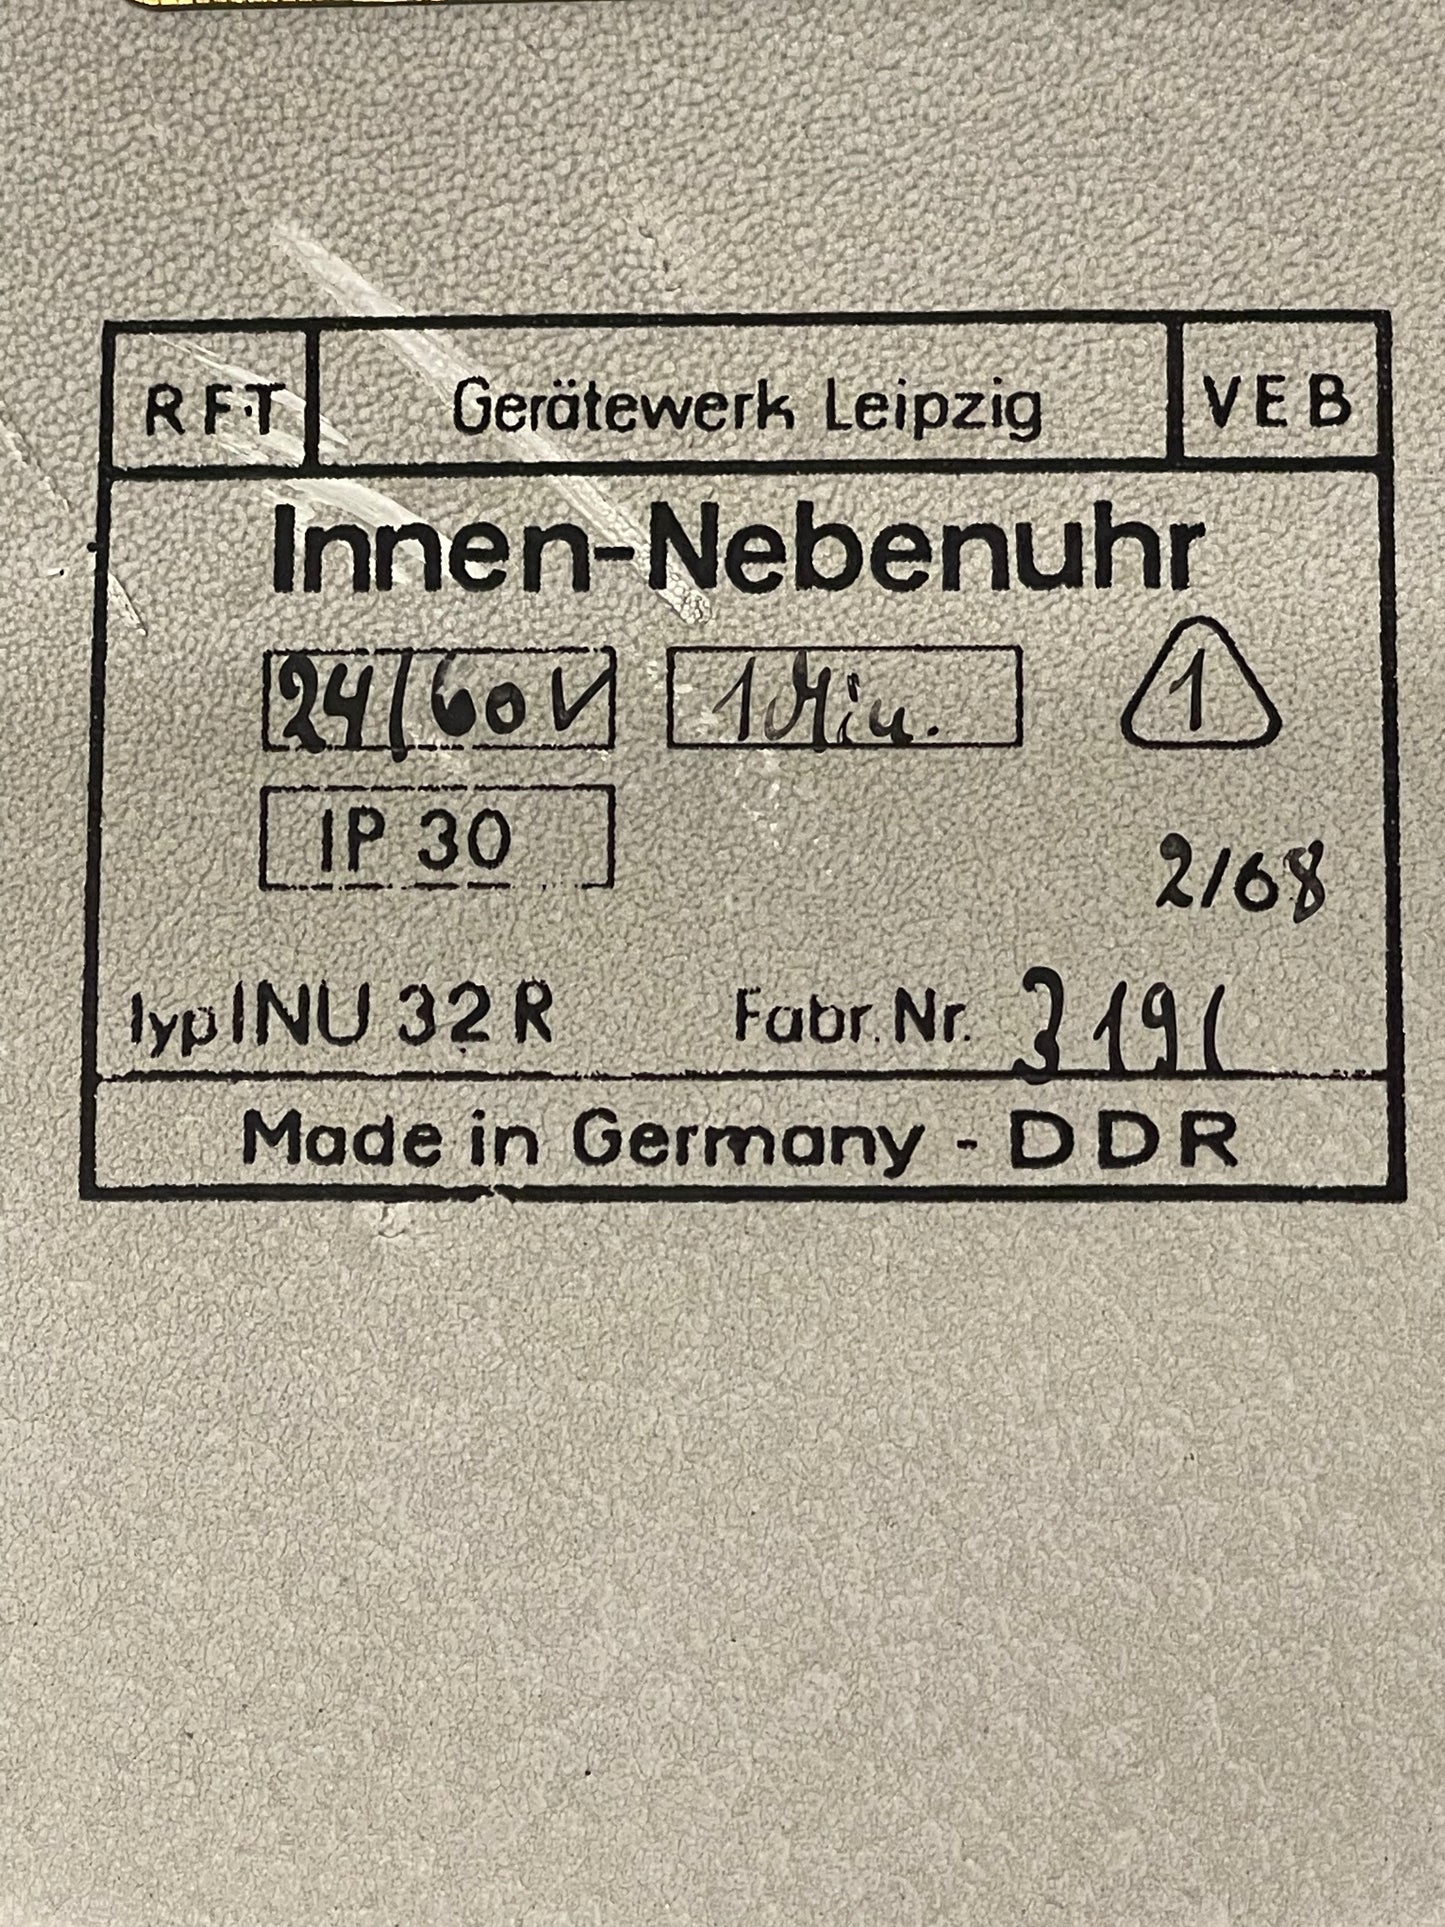 RFT Gerätewerk Leipzig VEB
Innen-Nebenuhr
24/60V 1 Min. 1
IP 30
2/68
Typ INU 32 R Fabr. Nr. 3191
Made in Germany - DDR